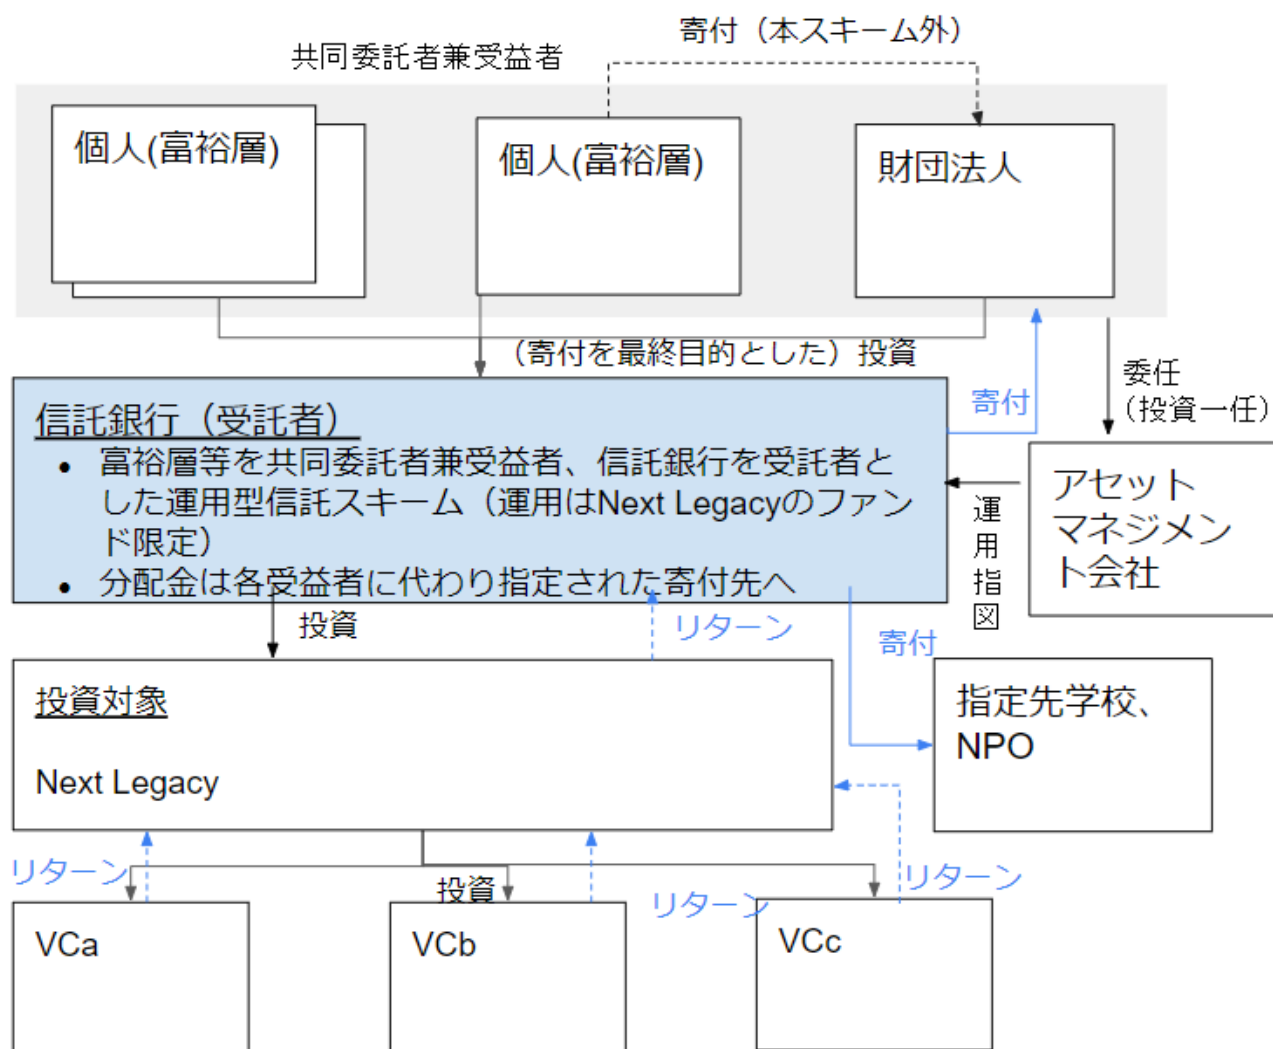 寄付（本スキーム外）
共同委託者兼受益者
個人(富裕層)
個人(富裕層)
財団法人
（寄付を最終目的とした）投資
寄付
委任
（投資一任）
信託銀行（受託者）
● 富裕層等を共同委託者兼受益者、信託銀行を受託者と
した運用型信託スキーム（運用はNext Legacyのファン
ド限定）
● 分配金は各受益者に代わり指定された寄付先へ
運
用
指
図
アセット
マネジメン
ト会社
投資
リターン
寄付
投資対象
Next Legacy
指定先学校、
NPO
リターン
投資
リターン
リターン
VCa
VCb
VCc